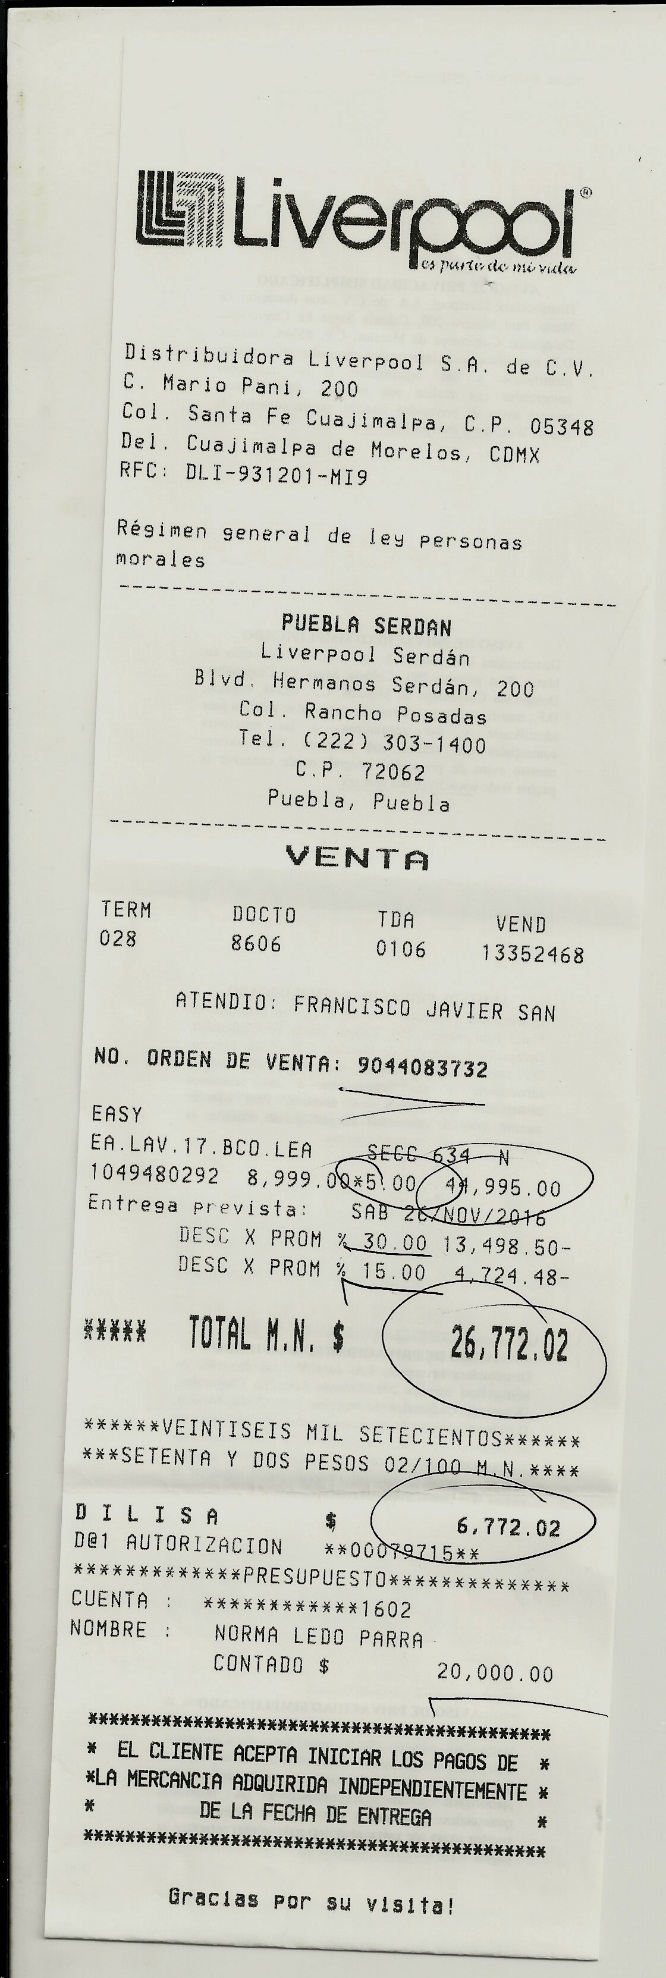 Liverpool®
es parte de mi vida
Distribuidora Liverpool S.A. de C.V.
C. Mario Pani, 200
Col. Santa Fe Cuajimalpa, C.P. 05348
Del. Cuajimalpa de Morelos, CDMX
RFC: DLI-931201-MI9
Régimen general de ley personas
morales
PUEBLA SERDAN
Liverpool Serdán
Blvd. Hermanos Serdán, 200
Col. Rancho Posadas
Tel. (222) 303-1400
C.P. 72062
Puebla, Puebla
VENTA
TERM DOCTO TDA VEND
028 8606 0106 13352468
ATENDIO: FRANCISCO JAVIER SAN
NO. ORDEN DE VENTA: 9044083732
EASY
EA.LAV.17.BCO.LEA SECC 634 N
1049480292 8,999.00*5.00 44,995.00
Entrega prevista: SAB 26/NOV/2016
DESC X PROM % 30.00 13,498.50-
DESC X PROM % 15.00 4,724.48-
***** TOTAL M.N. $ 26,772.02
******VEINTISEIS MIL SETECIENTOS******
***SETENTA Y DOS PESOS 02/100 M.N.****
D I L I S A $ 6,772.02
D@1 AUTORIZACION **00079715**
*************PRESUPUESTO**************
CUENTA : ************1602
NOMBRE : NORMA LEDO PARRA
CONTADO $ 20,000.00
****************************************
* EL CLIENTE ACEPTA INICIAR LOS PAGOS DE *
*LA MERCANCIA ADQUIRIDA INDEPENDIENTEMENTE *
* DE LA FECHA DE ENTREGA *
****************************************
Gracias por su visita!